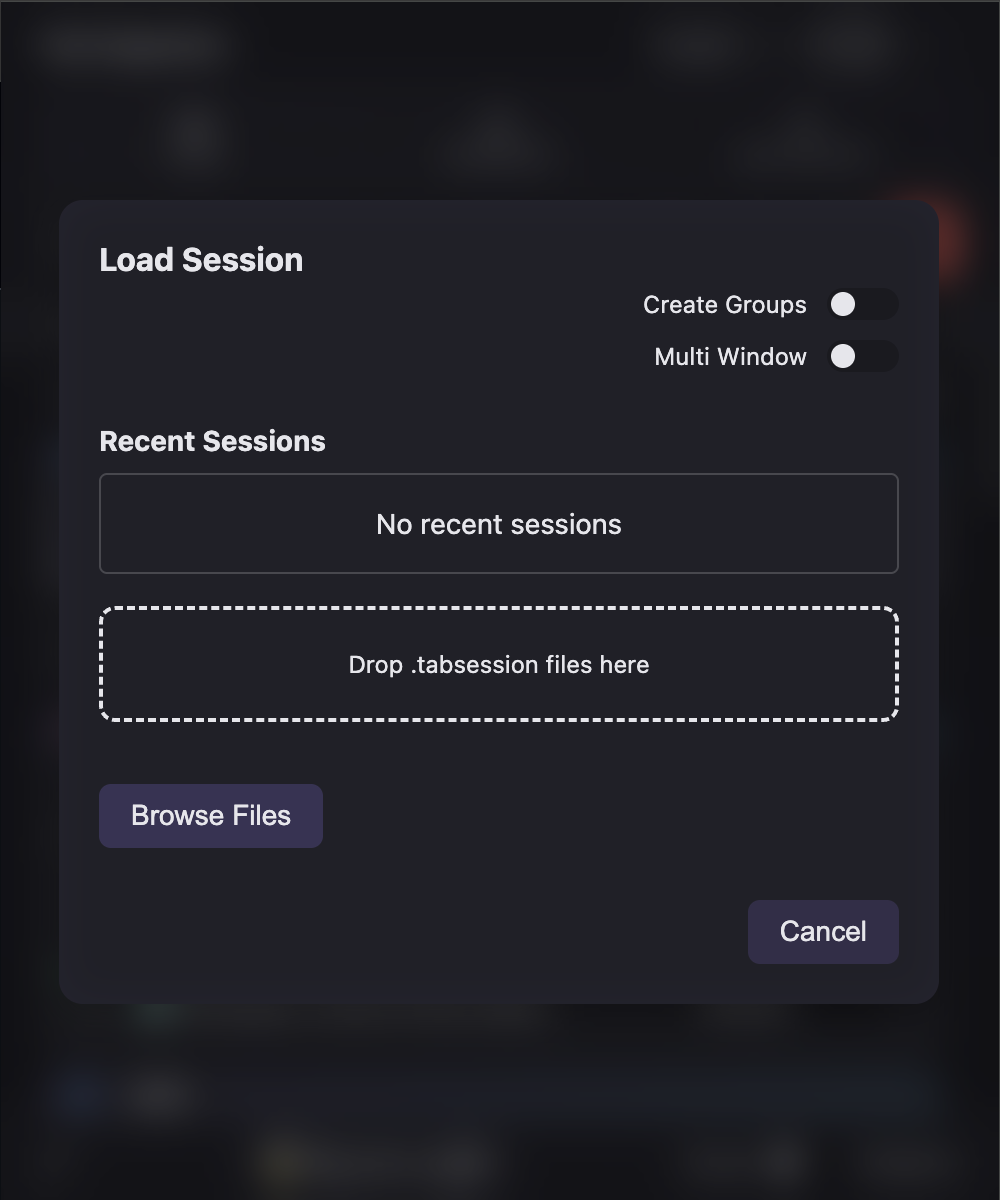 Load Session
Create Groups
Multi Window
Recent Sessions
No recent sessions
Drop .tabsession files here
Browse Files
Cancel